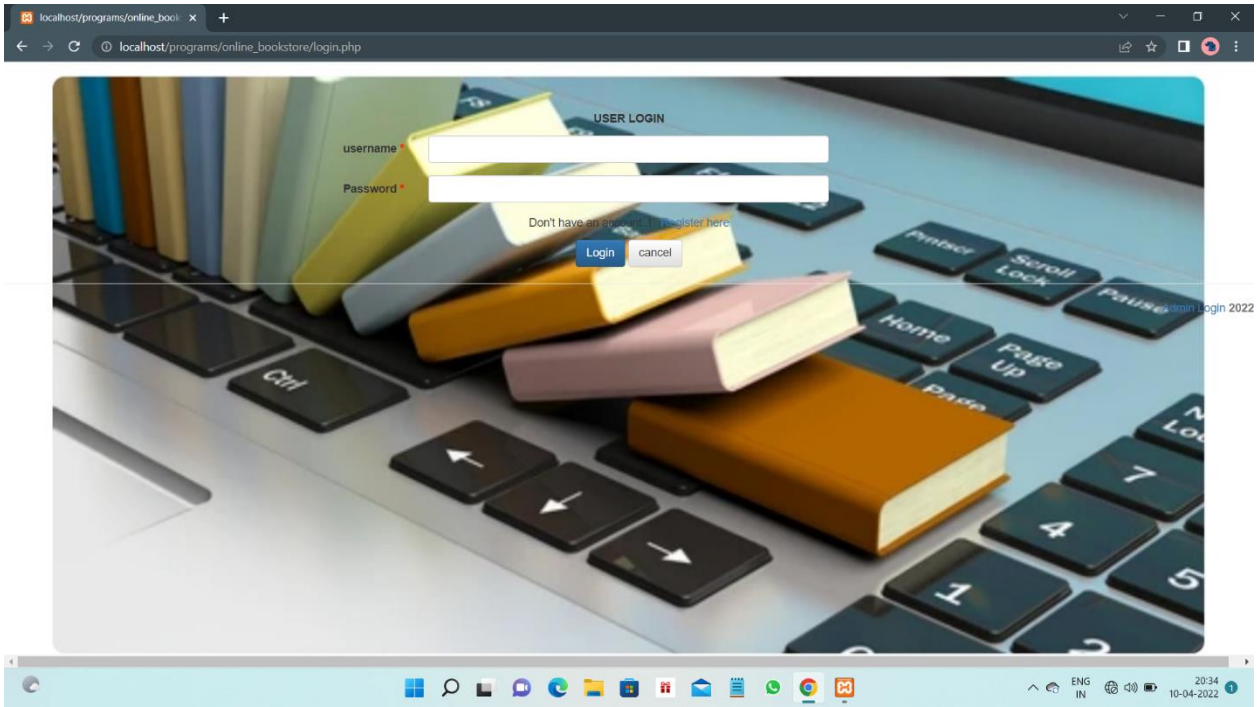 localhost/programs/online_book
localhost/programs/online_bookstore/login.php
USER LOGIN
username *
Password *
Don't have an account..! Register here
Login cancel
Admin Login 2022
Prntscr
Scroll Lock
Pause
Home
Page Up
Page
Ctrl
7
4
1
5
2
ENG
IN
20:34
10-04-2022
1